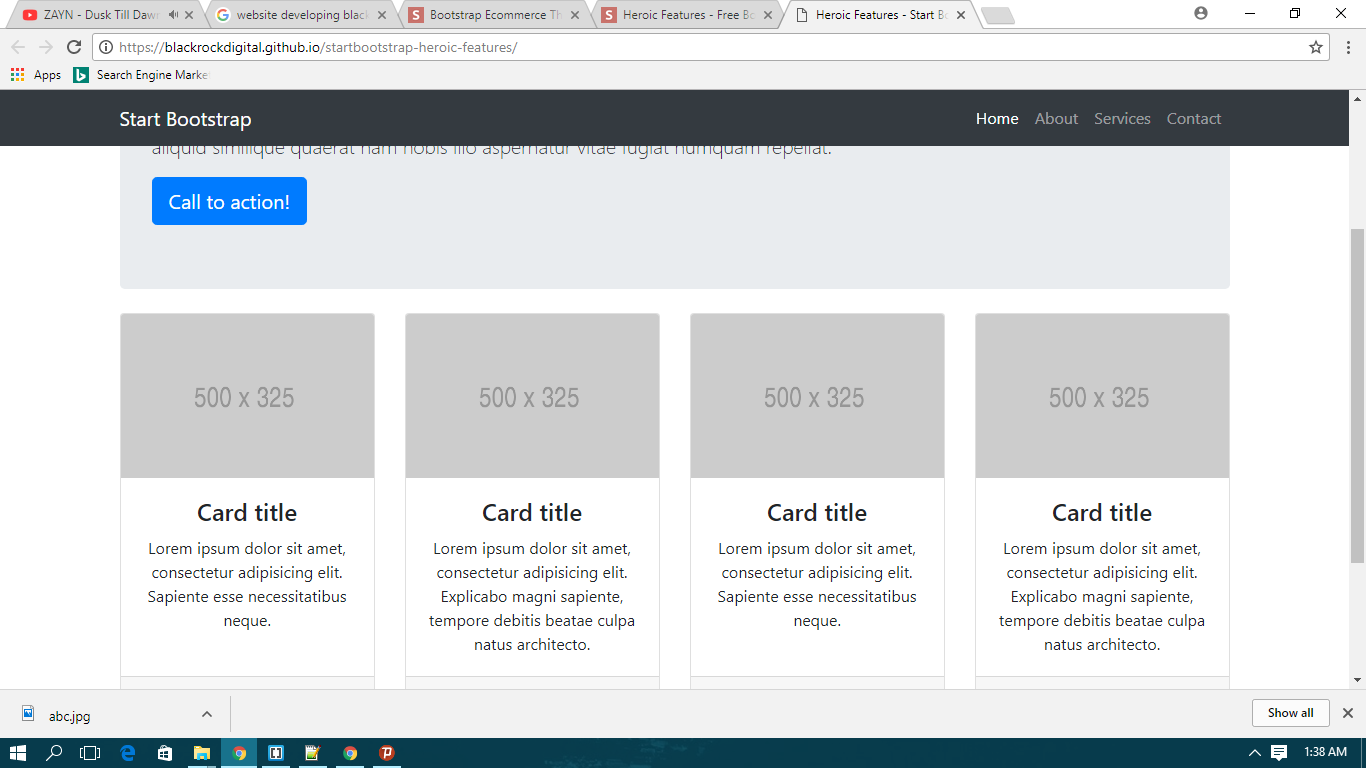 ZAYN - Dusk Till Dawn
website developing black
Bootstrap Ecommerce Th
Heroic Features - Free Bo
Heroic Features - Start Bo
https://blackrockdigital.github.io/startbootstrap-heroic-features/
Apps
Search Engine Marke
Start Bootstrap
Home
About
Services
Contact
aliquid similique quaerat nam nobis illo aspernatur vitae fugiat numquam repellat.
Call to action!
500 x 325
500 x 325
500 x 325
500 x 325
Card title
Lorem ipsum dolor sit amet,
consectetur adipisicing elit.
Sapiente esse necessitatibus
neque.
Card title
Lorem ipsum dolor sit amet,
consectetur adipisicing elit.
Explicabo magni sapiente,
tempore debitis beatae culpa
natus architecto.
Card title
Lorem ipsum dolor sit amet,
consectetur adipisicing elit.
Sapiente esse necessitatibus
neque.
Card title
Lorem ipsum dolor sit amet,
consectetur adipisicing elit.
Explicabo magni sapiente,
tempore debitis beatae culpa
natus architecto.
abc.jpg
Show all
1:38 AM